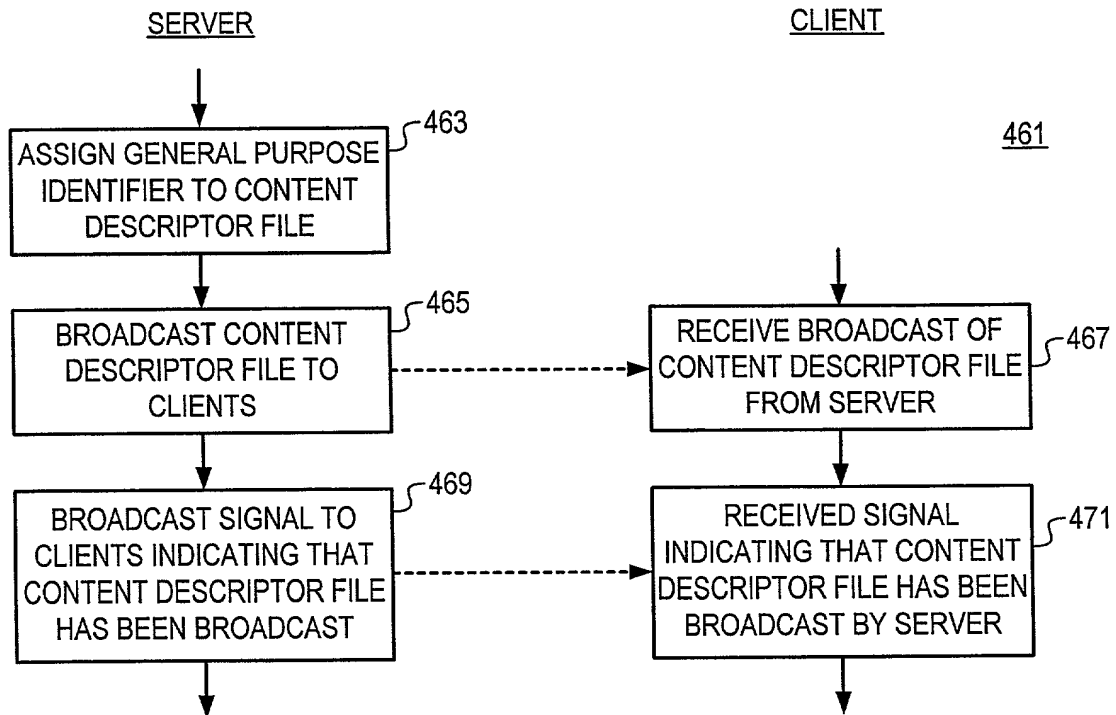 SERVER
CLIENT
461
463
ASSIGN GENERAL PURPOSE
IDENTIFIER TO CONTENT
DESCRIPTOR FILE
465
BROADCAST CONTENT
DESCRIPTOR FILE TO
CLIENTS
467
RECEIVE BROADCAST OF
CONTENT DESCRIPTOR FILE
FROM SERVER
469
BROADCAST SIGNAL TO
CLIENTS INDICATING THAT
CONTENT DESCRIPTOR FILE
HAS BEEN BROADCAST
471
RECEIVED SIGNAL
INDICATING THAT CONTENT
DESCRIPTOR FILE HAS BEEN
BROADCAST BY SERVER